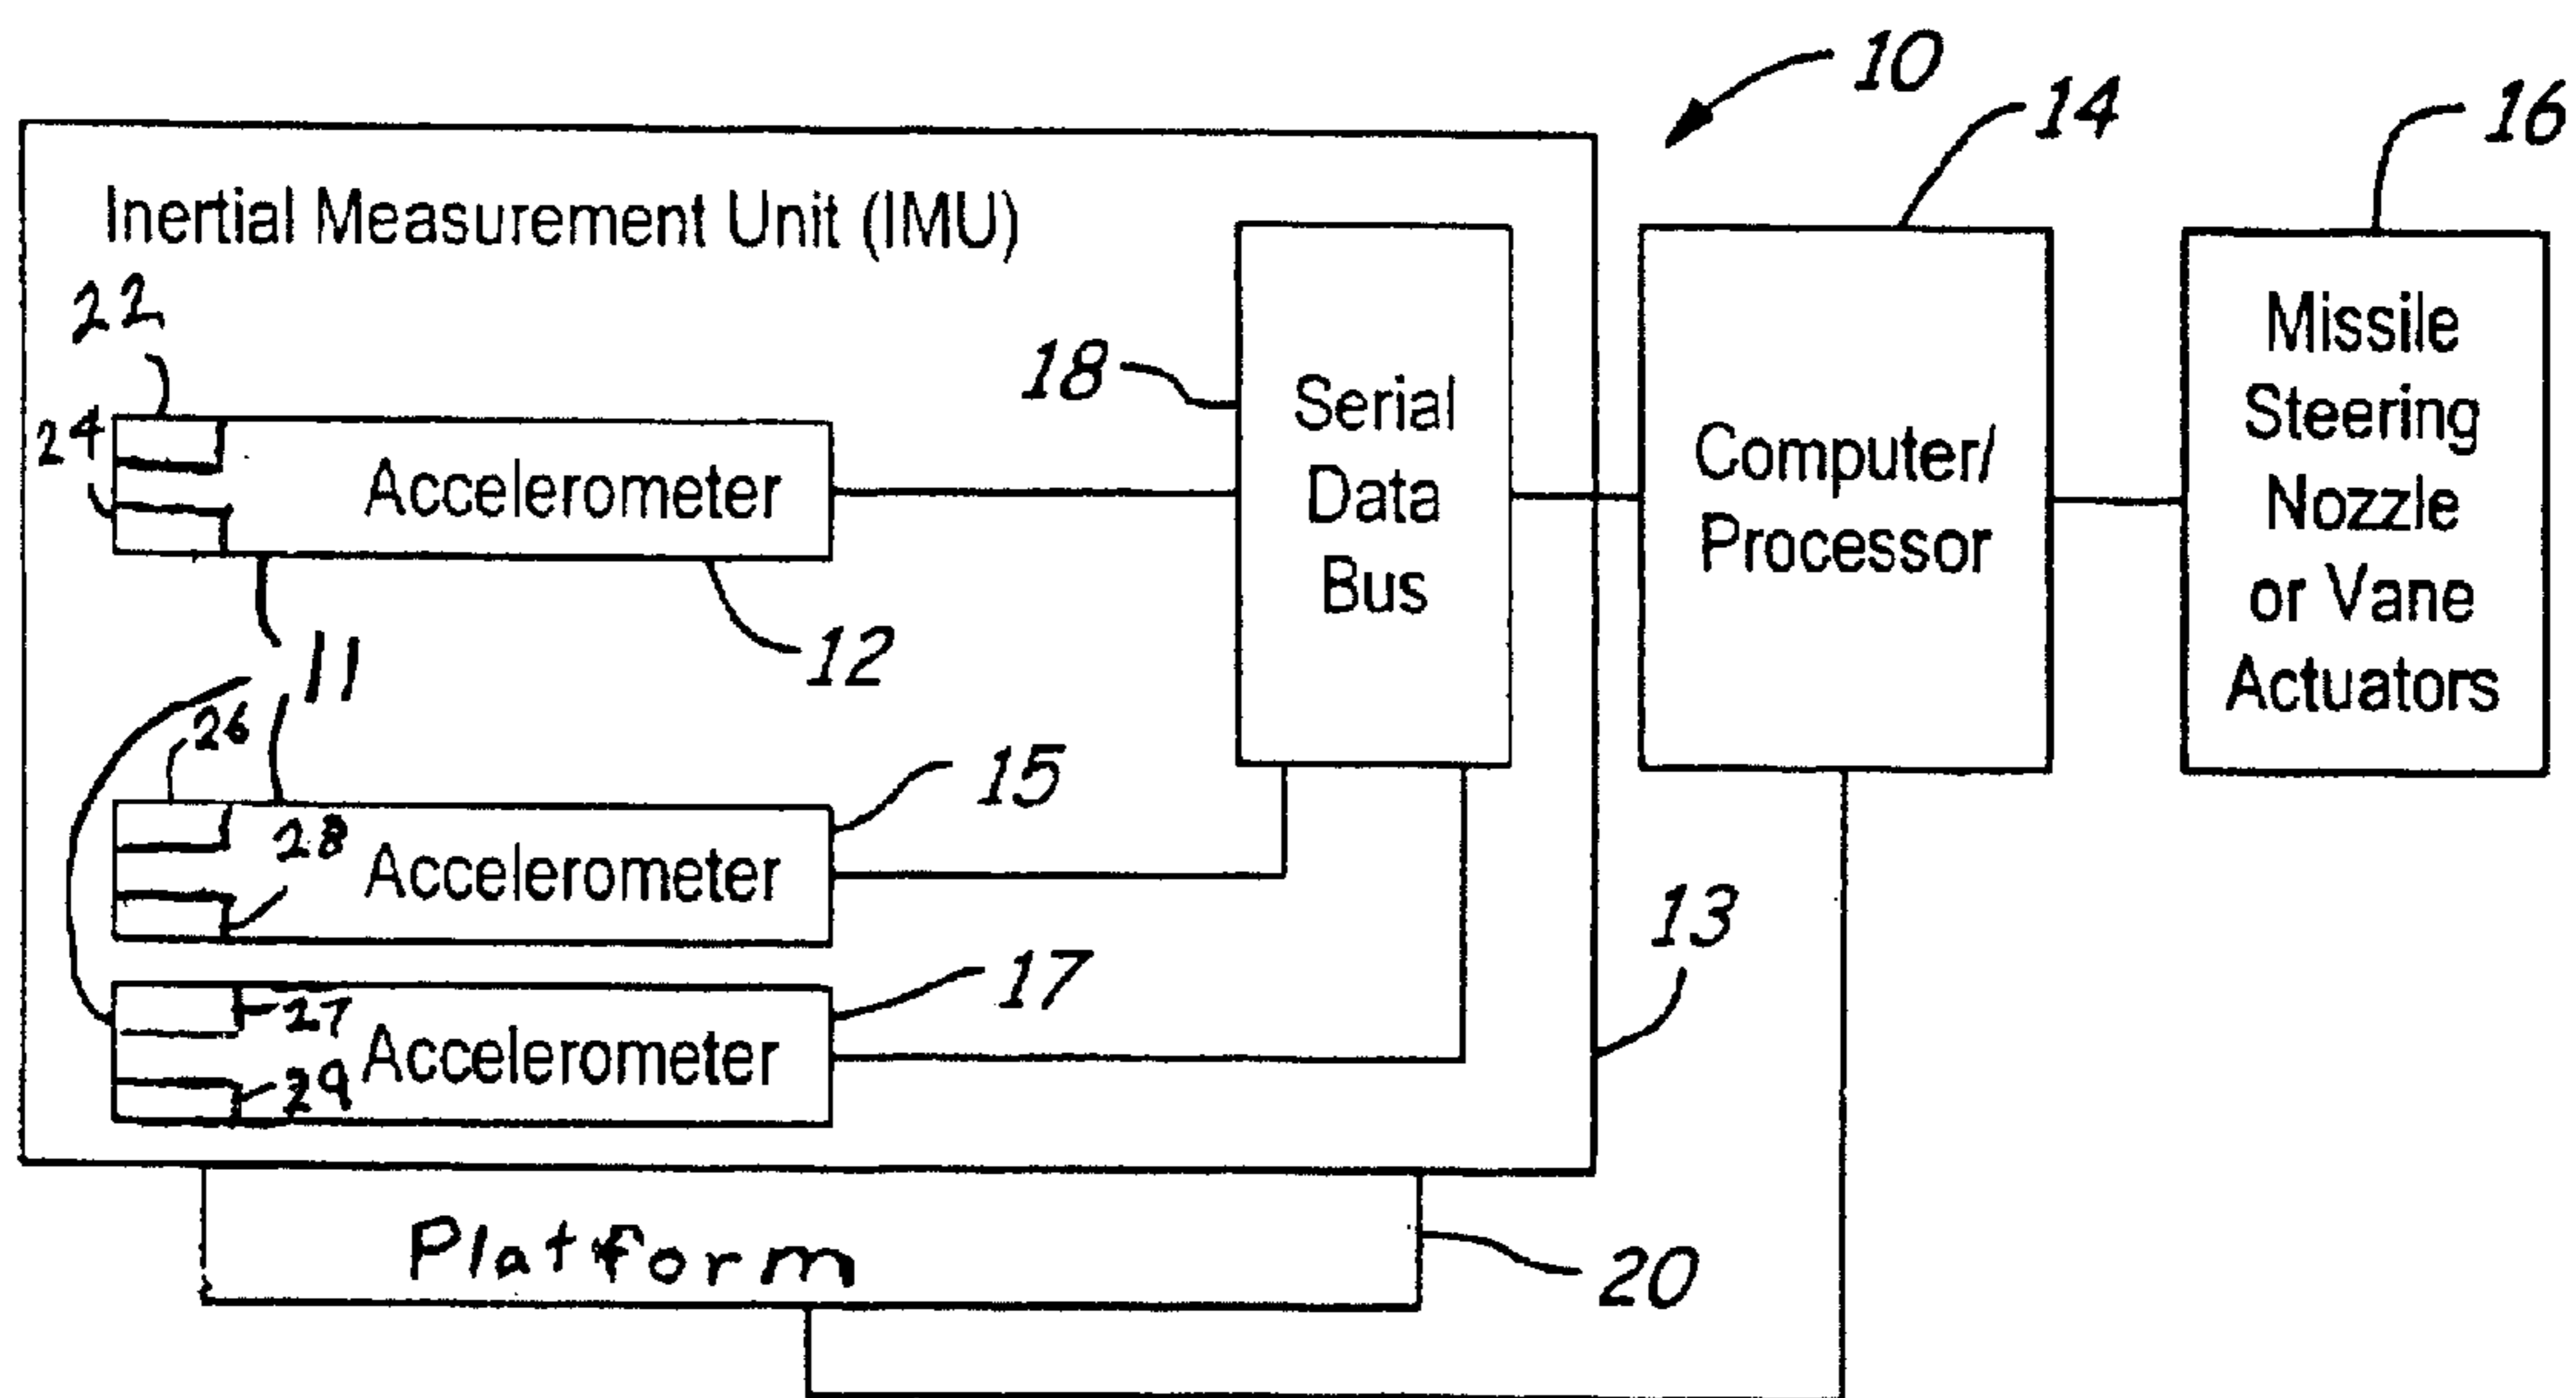 10
14
16
Inertial Measurement Unit (IMU)
22
24
Accelerometer
18
Serial
Data
Bus
Computer/
Processor
Missile
Steering
Nozzle
or Vane
Actuators
12
11
26
15
28
Accelerometer
13
17
27
Accelerometer
29
Platform
20